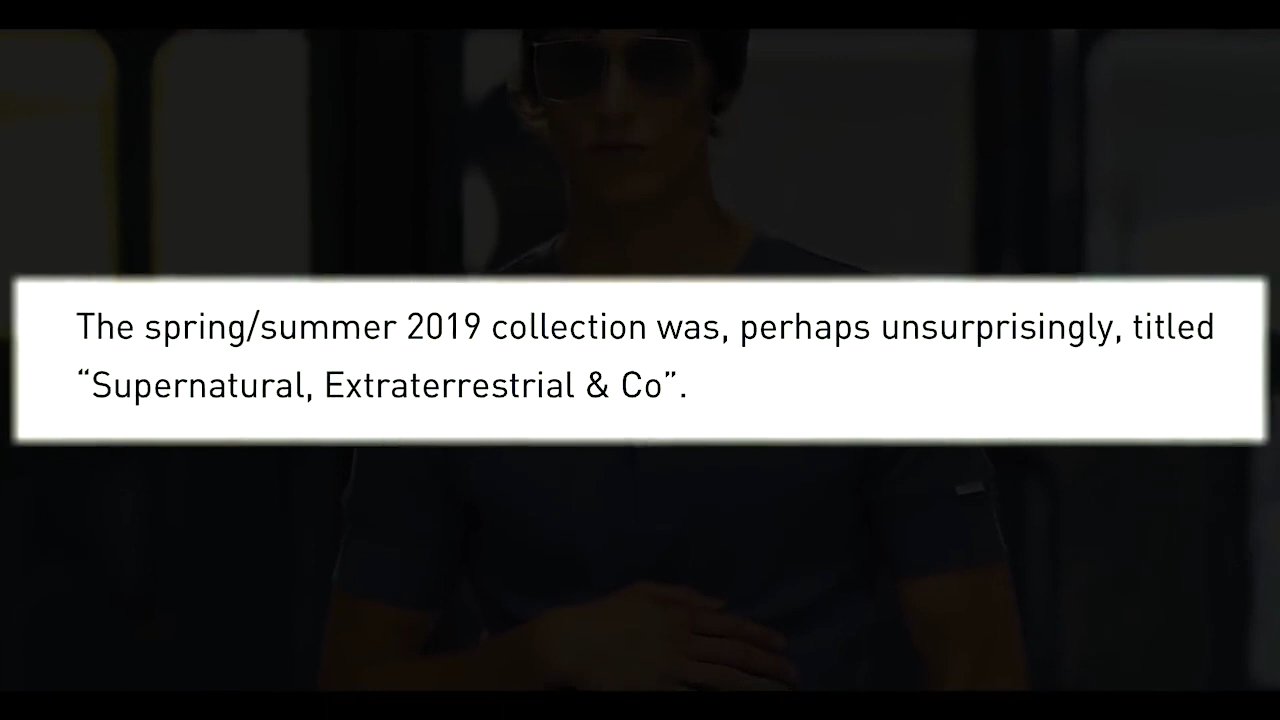 The spring/summer 2019 collection was, perhaps unsurprisingly, titled
“Supernatural, Extraterrestrial & Co”.